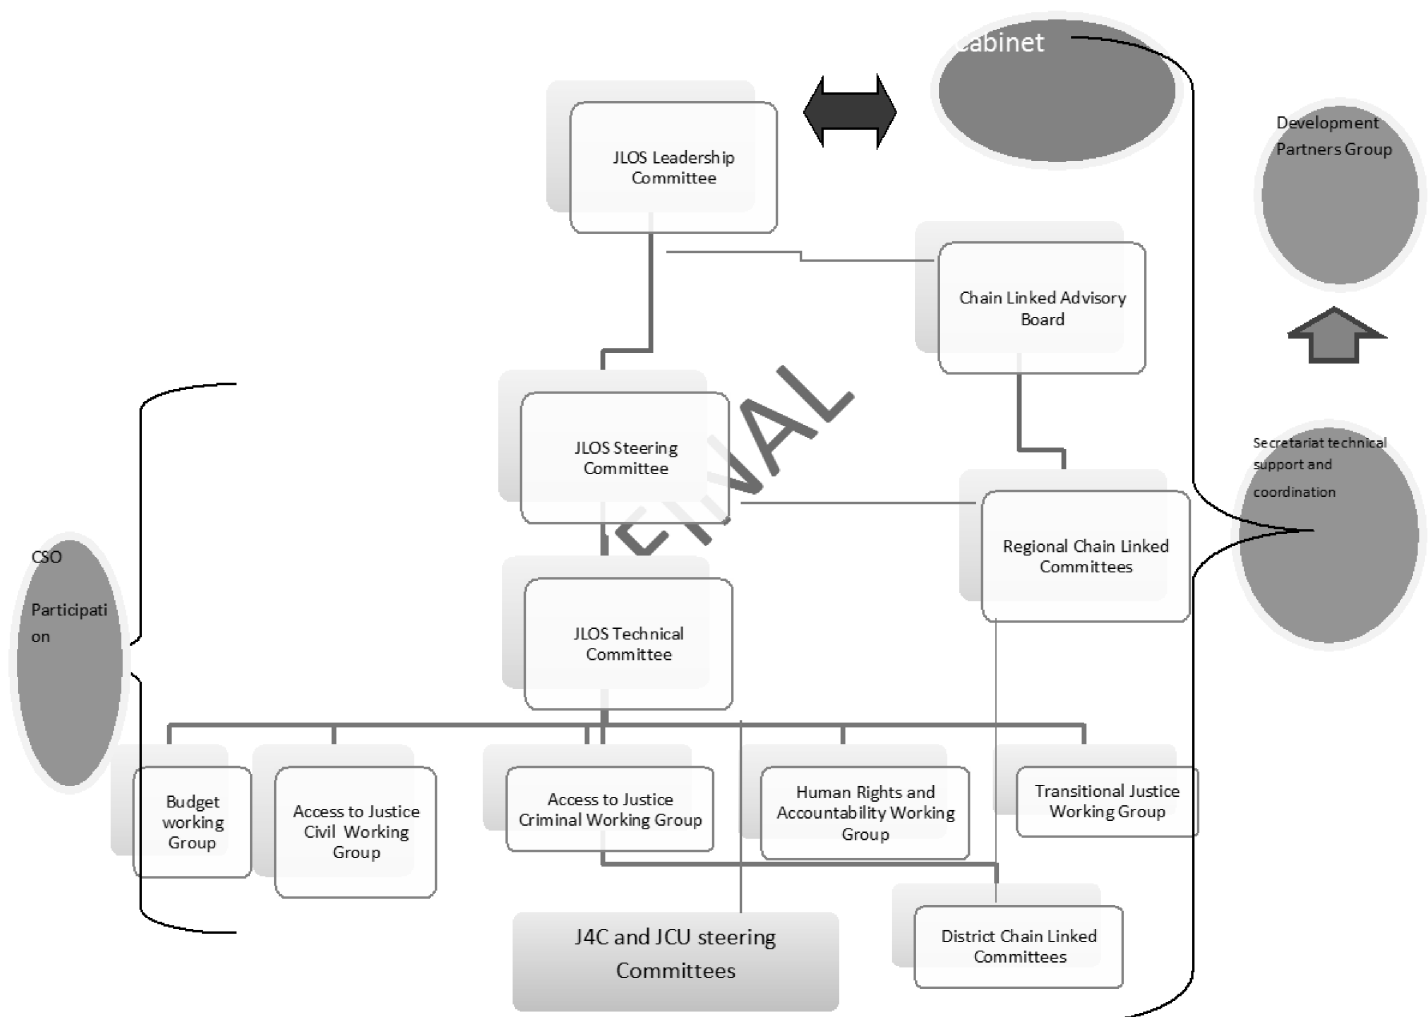 Cabinet
Development
Partners Group
JLOS Leadership
Committee
Chain Linked Advisory
Board
FINAL
JLOS Steering
Committee
Secretariat technical
support and
coordination
Regional Chain Linked
Committees
CSO
Participati
on
JLOS Technical
Committee
Budget
working
Group
Access to Justice
Civil Working
Group
Access to Justice
Criminal Working Group
Human Rights and
Accountability Working
Group
Transitional Justice
Working Group
J4C and JCU steering
Committees
District Chain Linked
Committees